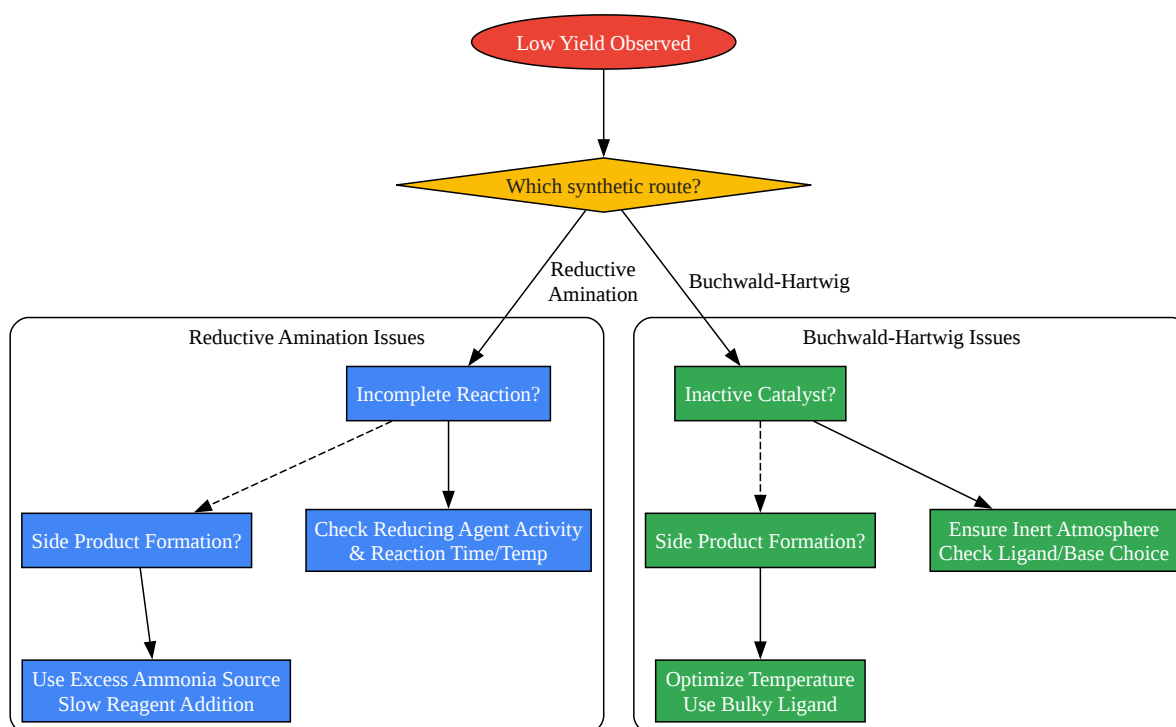 Low Yield Observed
Which synthetic route?
Reductive
Amination
Buchwald-Hartwig
Reductive Amination Issues
Incomplete Reaction?
Side Product Formation?
Check Reducing Agent Activity
& Reaction Time/Temp
Use Excess Ammonia Source
Slow Reagent Addition
Buchwald-Hartwig Issues
Inactive Catalyst?
Side Product Formation?
Ensure Inert Atmosphere
Check Ligand/Base Choice
Optimize Temperature
Use Bulky Ligand